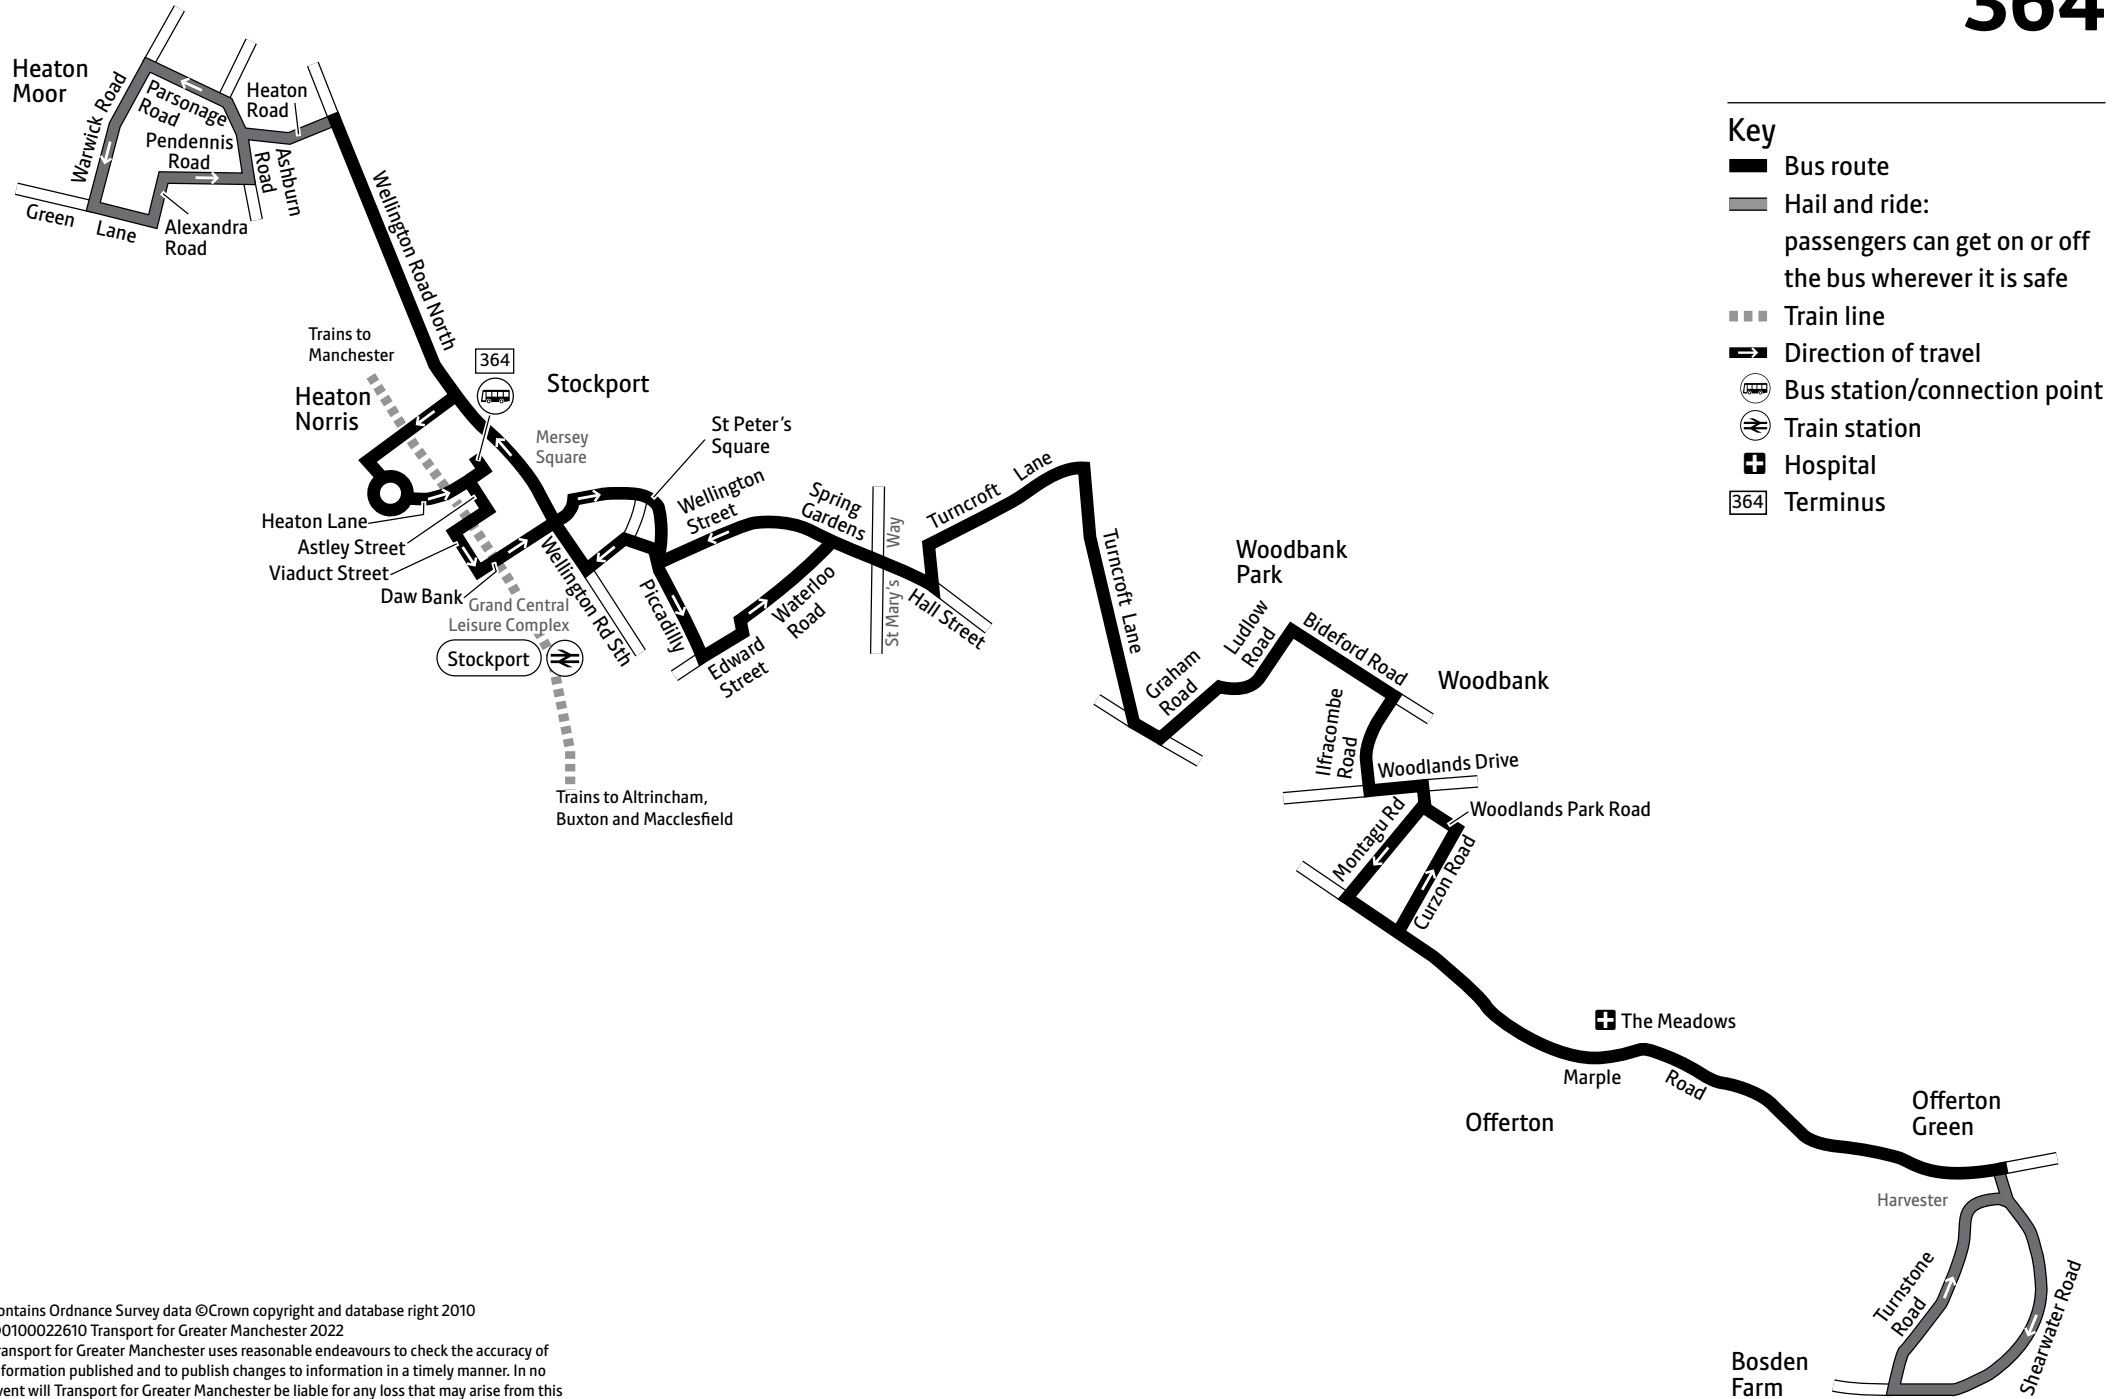 364
Heaton
Moor
Warwick Road
Parsonage
Road
Heaton
Road
Pendennis
Road
Ashburn
Road
Green
Lane
Alexandra
Road
Wellington Road North
Trains to
Manchester
Heaton
Norris
364
Stockport
Mersey
Square
St Peter's
Square
Heaton Lane
Astley Street
Viaduct Street
Daw Bank
Grand Central
Leisure Complex
Stockport
Wellington Rd Sth
Trains to Altrincham,
Buxton and Macclesfield
Wellington
Street
Piccadilly
Edward
Street
Waterloo
Road
Spring
Gardens
St Mary's Way
Hall Street
Turncroft Lane
Turncroft Lane
Graham
Road
Ludlow
Road
Woodbank
Park
Bideford Road
Woodbank
Ilfracombe
Road
Woodlands Drive
Woodlands Park Road
Montagu Rd
Curzon Road
The Meadows
Marple Road
Offerton
Offerton
Green
Harvester
Turnstone
Road
Shearwater Road
Bosden
Farm
Key
Bus route
Hail and ride:
passengers can get on or off
the bus wherever it is safe
Train line
Direction of travel
Bus station/connection point
Train station
Hospital
364 Terminus
ontains Ordnance Survey data ©Crown copyright and database right 2010
0100022610 Transport for Greater Manchester 2022
ransport for Greater Manchester uses reasonable endeavours to check the accuracy of
formation published and to publish changes to information in a timely manner. In no
vent will Transport for Greater Manchester be liable for any loss that may arise from this